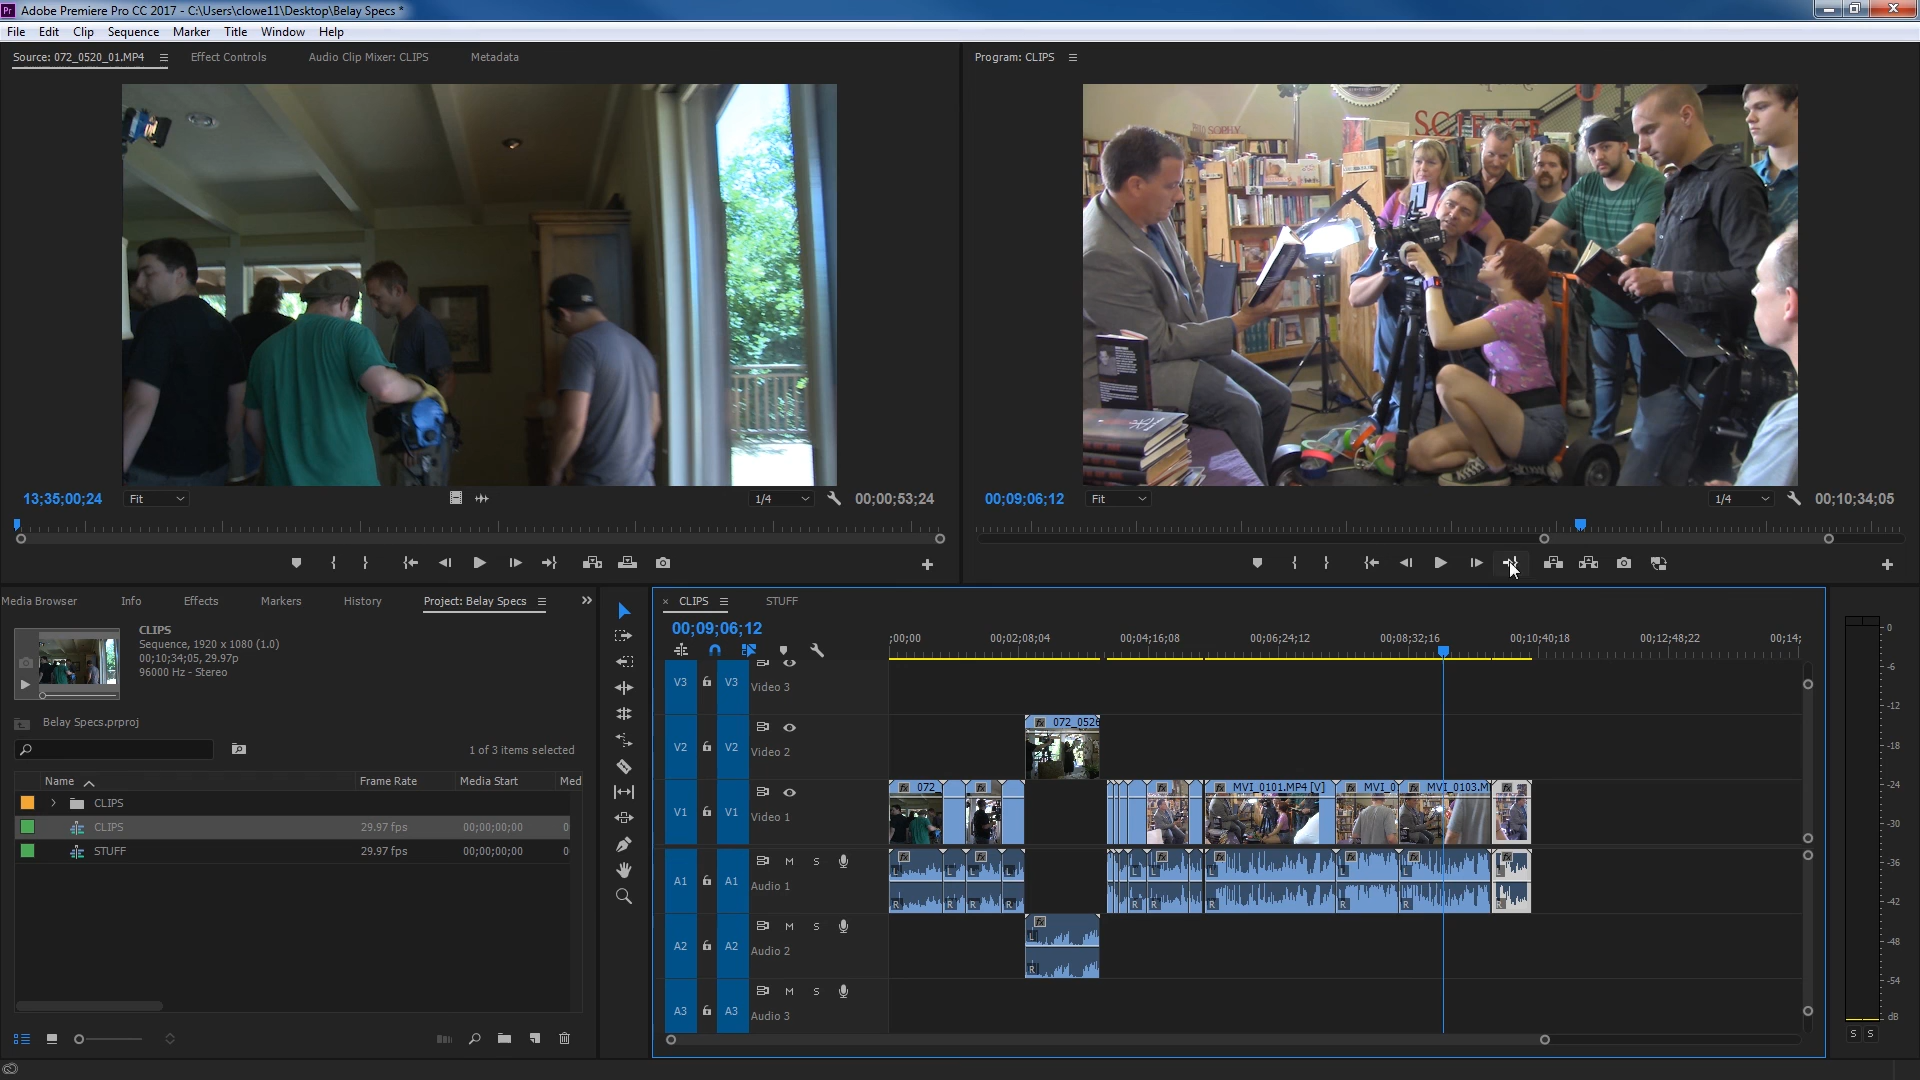 Adobe Premiere Pro CC 2017 - C:\Users\clowe11\Desktop\Belay Specs *
File Edit Clip Sequence Marker Title Window Help
Source: 072_0520_01.MP4 Effect Controls Audio Clip Mixer: CLIPS Metadata
Program: CLIPS
SCIENCE
13;35;00;24 Fit 1/4 00;00;53;24
00;09;06;12 Fit 1/4 00;10;34;05
Media Browser Info Effects Markers History Project: Belay Specs
CLIPS
Sequence, 1920 x 1080 (1.0)
00;10;34;05, 29.97p
96000 Hz - Stereo
Belay Specs.prproj
1 of 3 items selected
Name Frame Rate Media Start Med
CLIPS
CLIPS 29.97 fps 00;00;00;00 0
STUFF 29.97 fps 00;00;00;00 0
× CLIPS STUFF
00;09;06;12
;00;00 00;02;08;04 00;04;16;08 00;06;24;12 00;08;32;16 00;10;40;18 00;12;48;22 00;14;
V3 V3 Video 3
V2 V2 Video 2
fx 072_0526
V1 V1 Video 1
fx 072 fx fx fx MVI_0101.MP4 [V] fx MVI_0 fx MVI_0103.M fx
A1 A1 M S Audio 1
A2 A2 M S Audio 2
A3 A3 M S Audio 3
0
-6
-12
-18
-24
-30
-36
-42
-48
-54
dB
S S